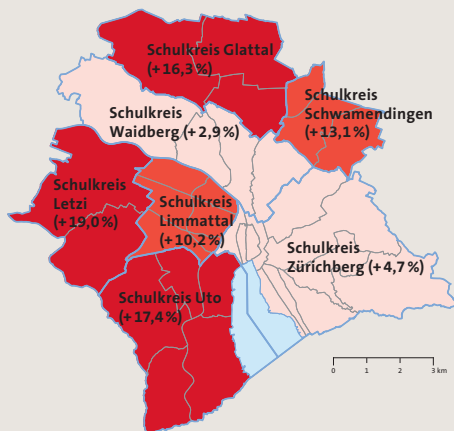 Schulkreis Glattal
(+16,3 %)
Schulkreis
Schwamendingen
(+13,1 %)
Schulkreis
Waidberg (+2,9 %)
Schulkreis
Letzi
(+19,0 %)
Schulkreis
Limmattal
(+10,2 %)
Schulkreis
Zürichberg (+4,7 %)
Schulkreis Uto
(+17,4 %)
0 1 2 3 km